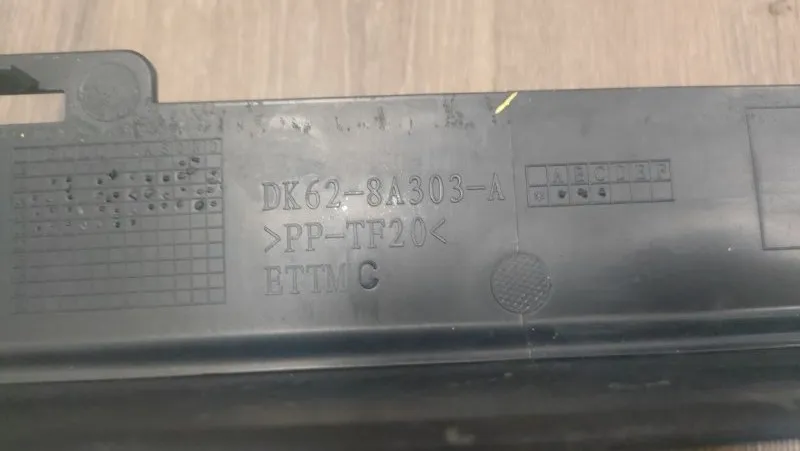 DK62-8A303-A
>PP-TF20<
ETTM C
A B C D E F